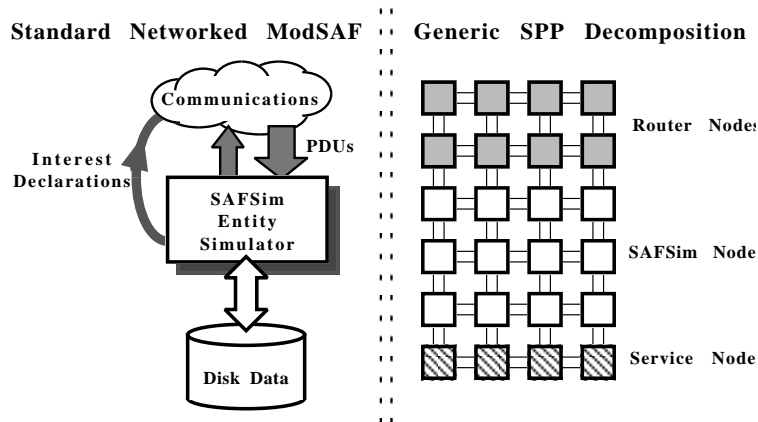 Standard Networked ModSAF
Communications
PDUs
Interest
Declarations
SAFSim
Entity
Simulator
Disk Data
Generic SPP Decomposition
Router Nodes
SAFSim Node
Service Node